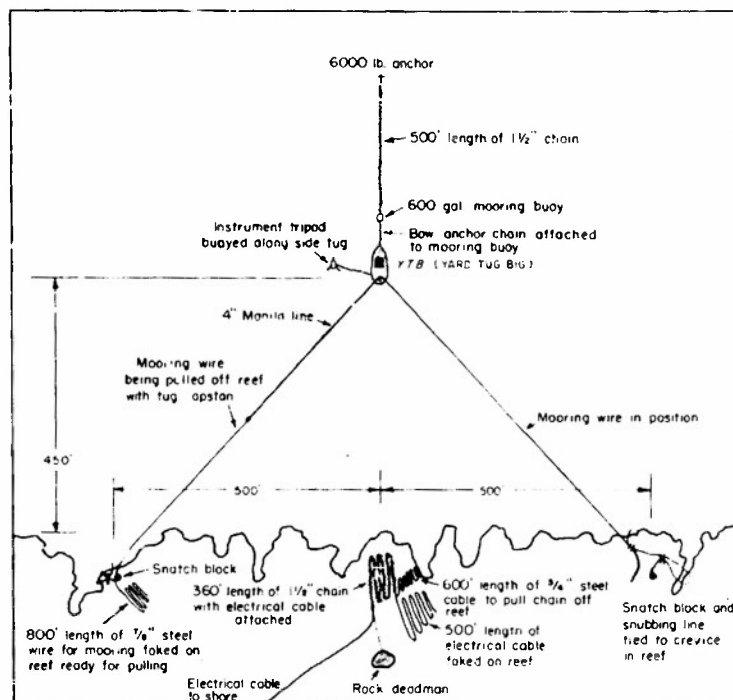 6000 lb. anchor
500' length of 1½" chain
600 gal mooring buoy
Instrument tripod
buoyed along side tug
Bow anchor chain attached
to mooring buoy
YTB (YARD TUG BIG)
4" Manila line
Mooring wire
being pulled off reef
with tug apstan
Mooring wire in position
450'
500'
500'
Snatch block
360' length of
chain
with electrical cable
attached
600' length of ¾" steel
cable to pull chain off
reef
500' length of
electrical cable
faked on reef
Snatch block and
snubbing line
tied to crevice
in reef
800' length of ⅞" steel
wire for mooring faked on
reef ready for pulling
Electrical cable
to shore
Rock deadman